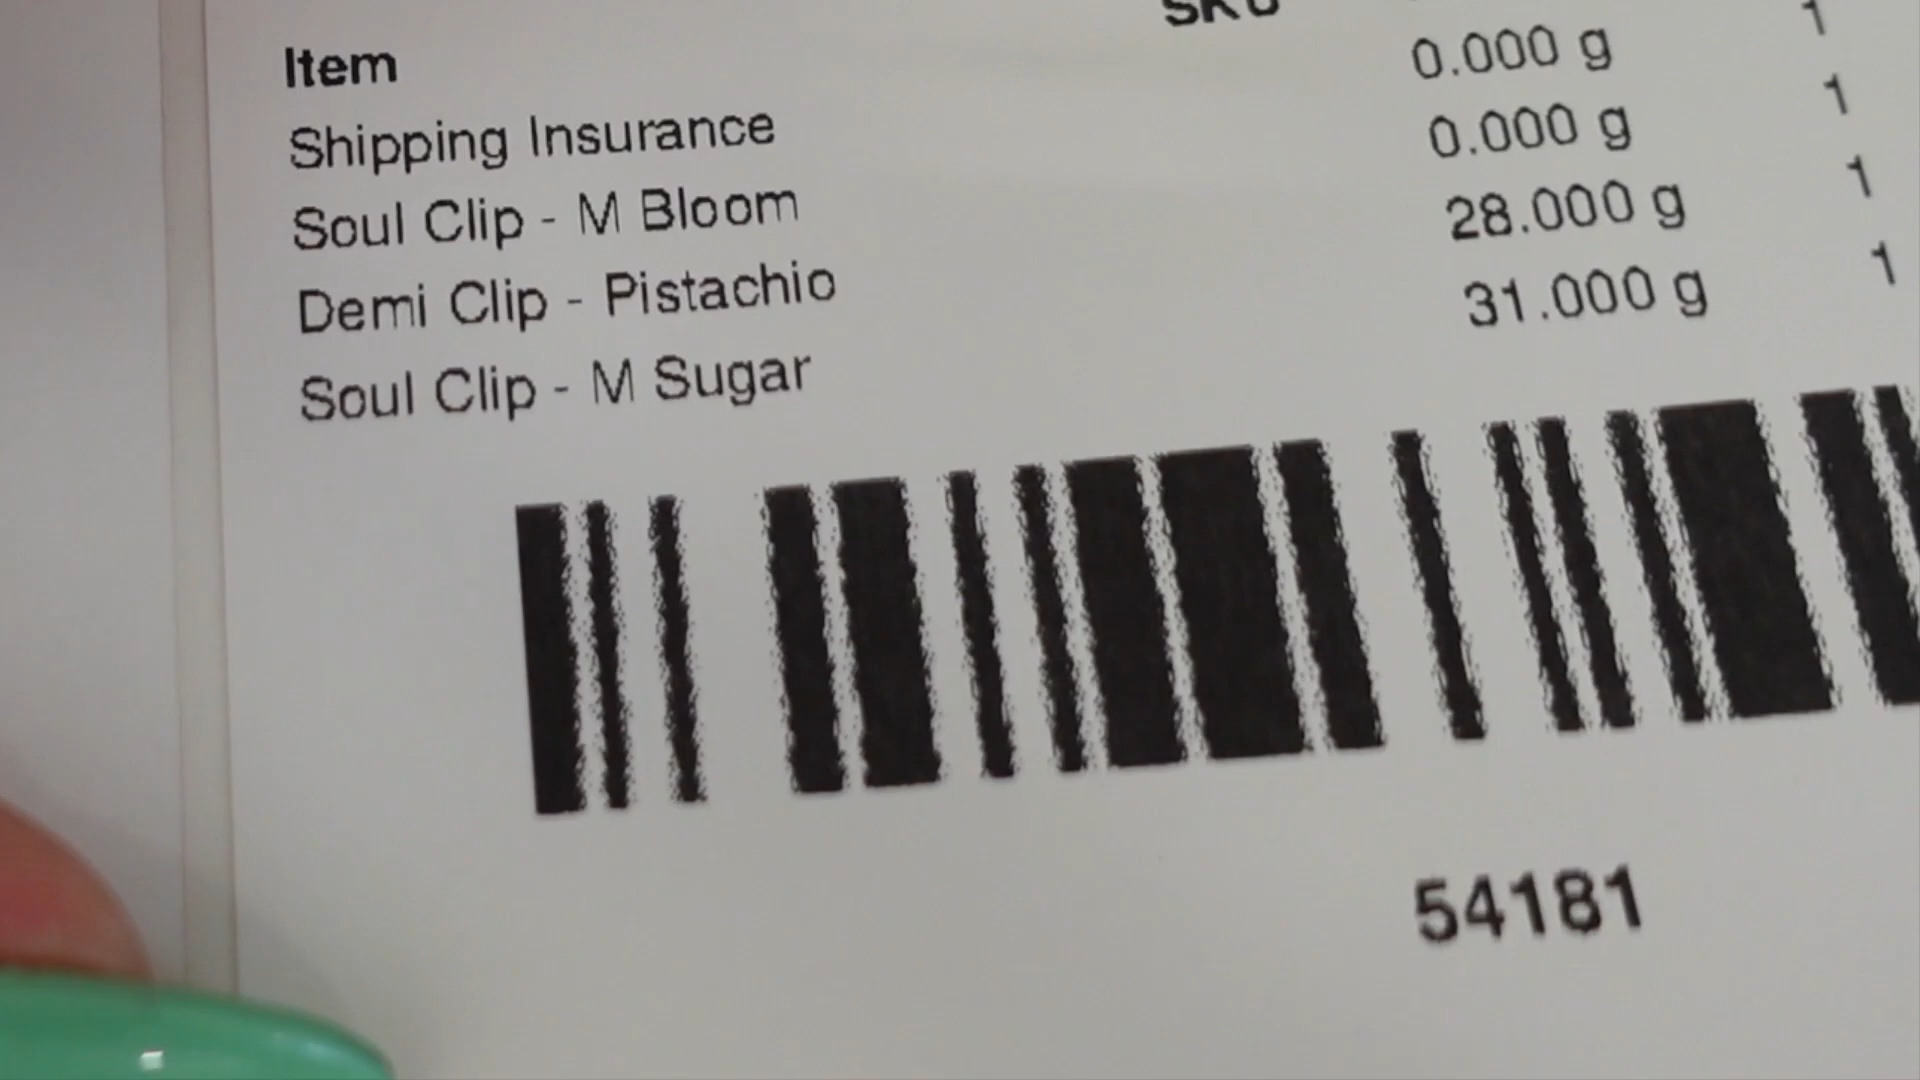 Item SKU
Shipping Insurance 0.000 g 1
Soul Clip - M Bloom 0.000 g 1
Demi Clip - Pistachio 28.000 g 1
Soul Clip - M Sugar 31.000 g 1
54181